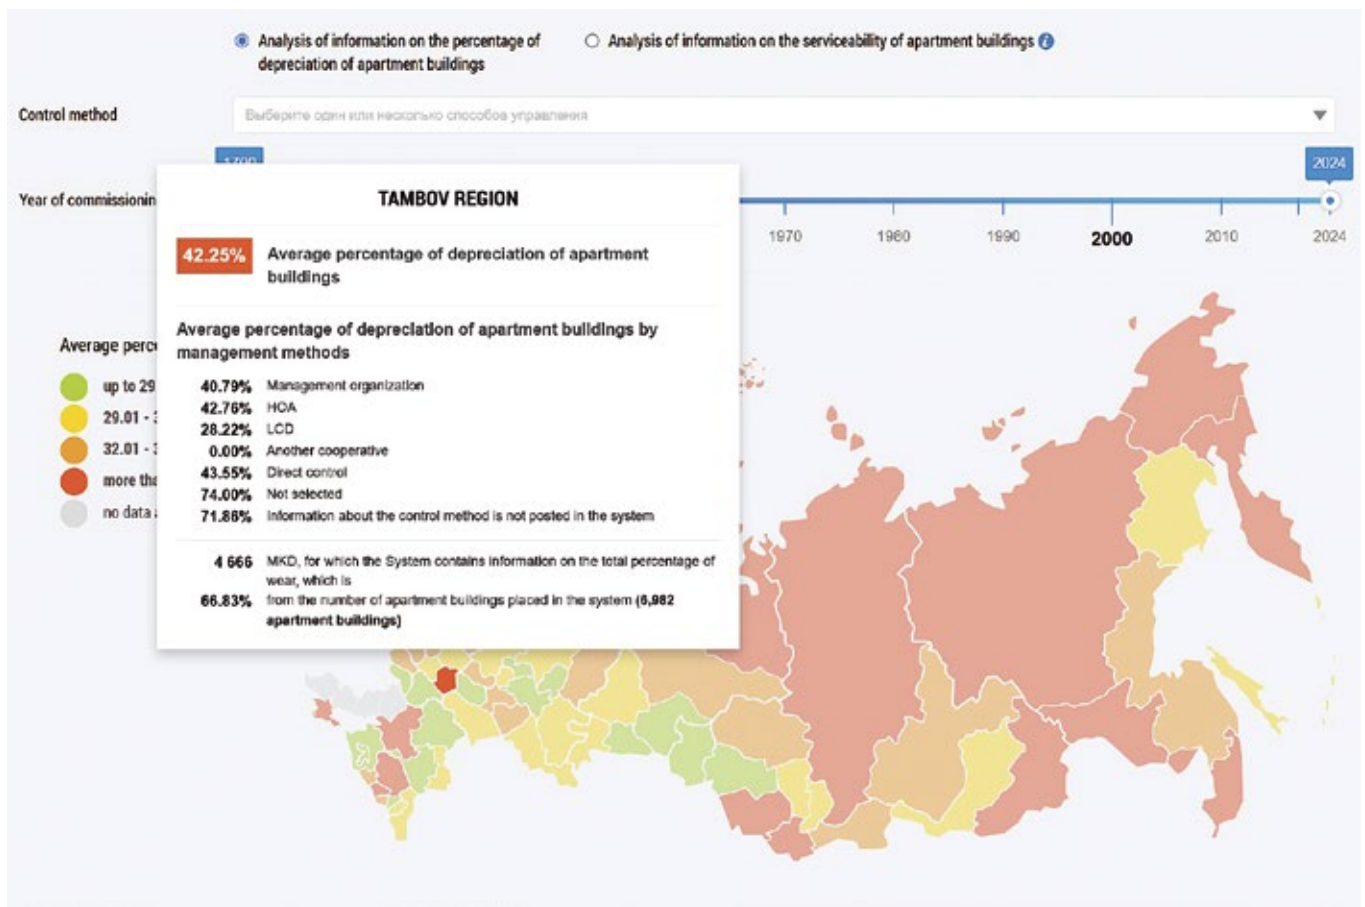 Analysis of information on the percentage of
depreciation of apartment buildings
Analysis of information on the serviceability of apartment buildings
Control method
Выберите один или несколько способов управления
2024
Year of commissionin
1970
1980
1990
2000
2010
2024
TAMBOV REGION
42.25%
Average percentage of depreciation of apartment
buildings
Average percentage of depreciation of apartment buildings by
management methods
40.79% Management organization
42.76% HOA
28.22% LCD
0.00% Another cooperative
43.55% Direct control
74.00% Not selected
71.86% Information about the control method is not posted in the system
4 666 MKD, for which the System contains information on the total percentage of
wear, which is
66.83% from the number of apartment buildings placed in the system (6,982
apartment buildings)
Average perc
up to 29
29.01 -
32.01 -
more tha
no data